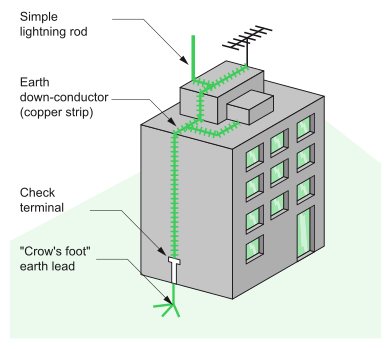 Simple
lightning rod
Earth
down-conductor
(copper strip)
Check
terminal
"Crow's foot"
earth lead